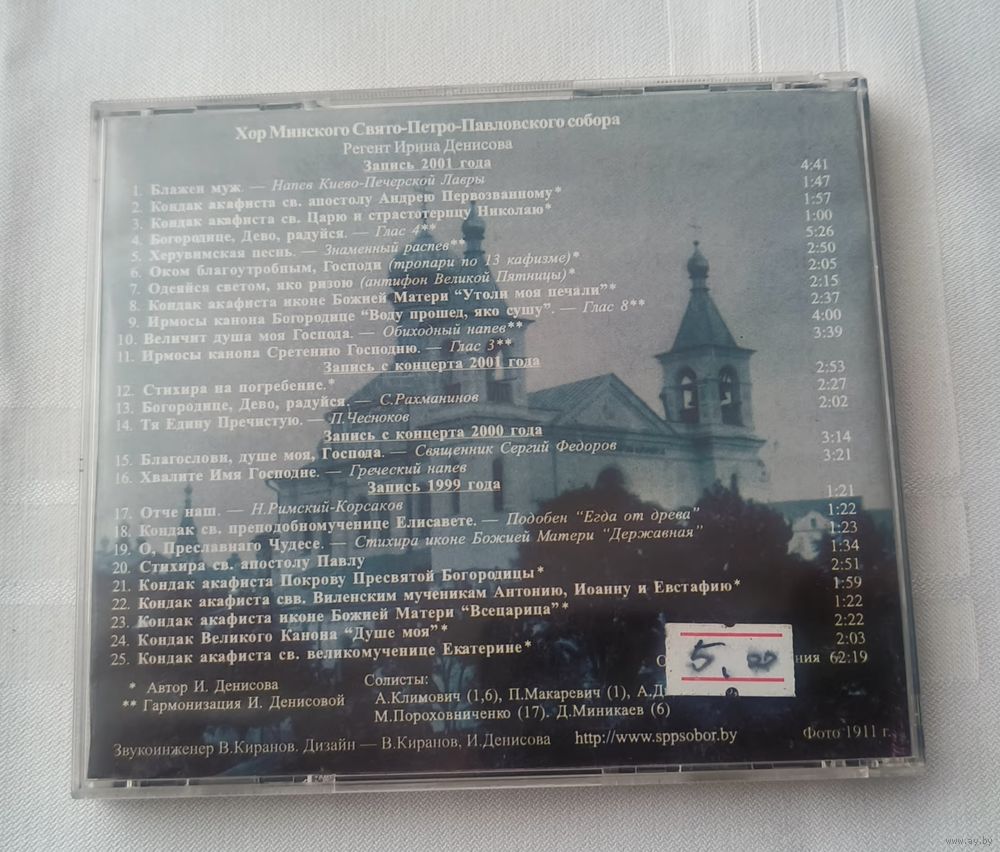 Хор Минского Свято-Петро-Павловского собора
Регент Ирина Денисова
Запись 2001 года
1. Блажен муж. — Напев Киево-Печерской Лавры 4:41
2. Кондак акафиста св. апостолу Андрею Первозванному* 1:47
3. Кондак акафиста св. Царю и страстотерпцу Николаю* 1:57
4. Богородице, Дево, радуйся. — Глас 4** 1:00
5. Херувимская песнь. — Знаменный распев** 5:26
6. Оком благоутробным, Господи (тропари по 13 кафизме)* 2:50
7. Одеяйся светом, яко ризою (антифон Великой Пятницы)* 2:05
8. Кондак акафиста иконе Божией Матери “Утоли моя печали”* 2:15
9. Ирмосы канона Богородице “Воду прошед, яко сушу”. — Глас 8** 2:37
10. Величит душа моя Господа. — Обиходный напев** 4:00
11. Ирмосы канона Сретению Господню. — Глас 3** 3:39
Запись с концерта 2001 года
12. Стихира на погребение.* 2:53
13. Богородице, Дево, радуйся. — С.Рахманинов 2:27
14. Тя Едину Пречистую. — П.Чесноков 2:02
Запись с концерта 2000 года
15. Благослови, душе моя, Господа. — Священник Сергий Федоров 3:14
16. Хвалите Имя Господне. — Греческий напев 3:21
Запись 1999 года
17. Отче наш. — Н.Римский-Корсаков 1:21
18. Кондак св. преподобномученице Елисавете. — Подобен “Егда от древа” 1:22
19. О, Преславнаго Чудесе. — Стихира иконе Божией Матери “Державная” 1:23
20. Стихира св. апостолу Павлу 1:34
21. Кондак акафиста Покрову Пресвятой Богородицы* 2:51
22. Кондак акафиста свв. Виленским мученикам Антонию, Иоанну и Евстафию* 1:59
23. Кондак акафиста иконе Божией Матери “Всецарица”* 1:22
24. Кондак Великого Канона “Душе моя”* 2:22
25. Кондак акафиста св. великомученице Екатерине* 2:03
5,00
62:19
* Автор И. Денисова
** Гармонизация И. Денисовой
Солисты:
А.Климович (1,6), П.Макаревич (1),
М.Пороховниченко (17). Д.Миникаев (6)
Звукоинженер В.Киранов. Дизайн — В.Киранов, И.Денисова http://www.sppsobor.by Фото 1911 г.
www.ay.by